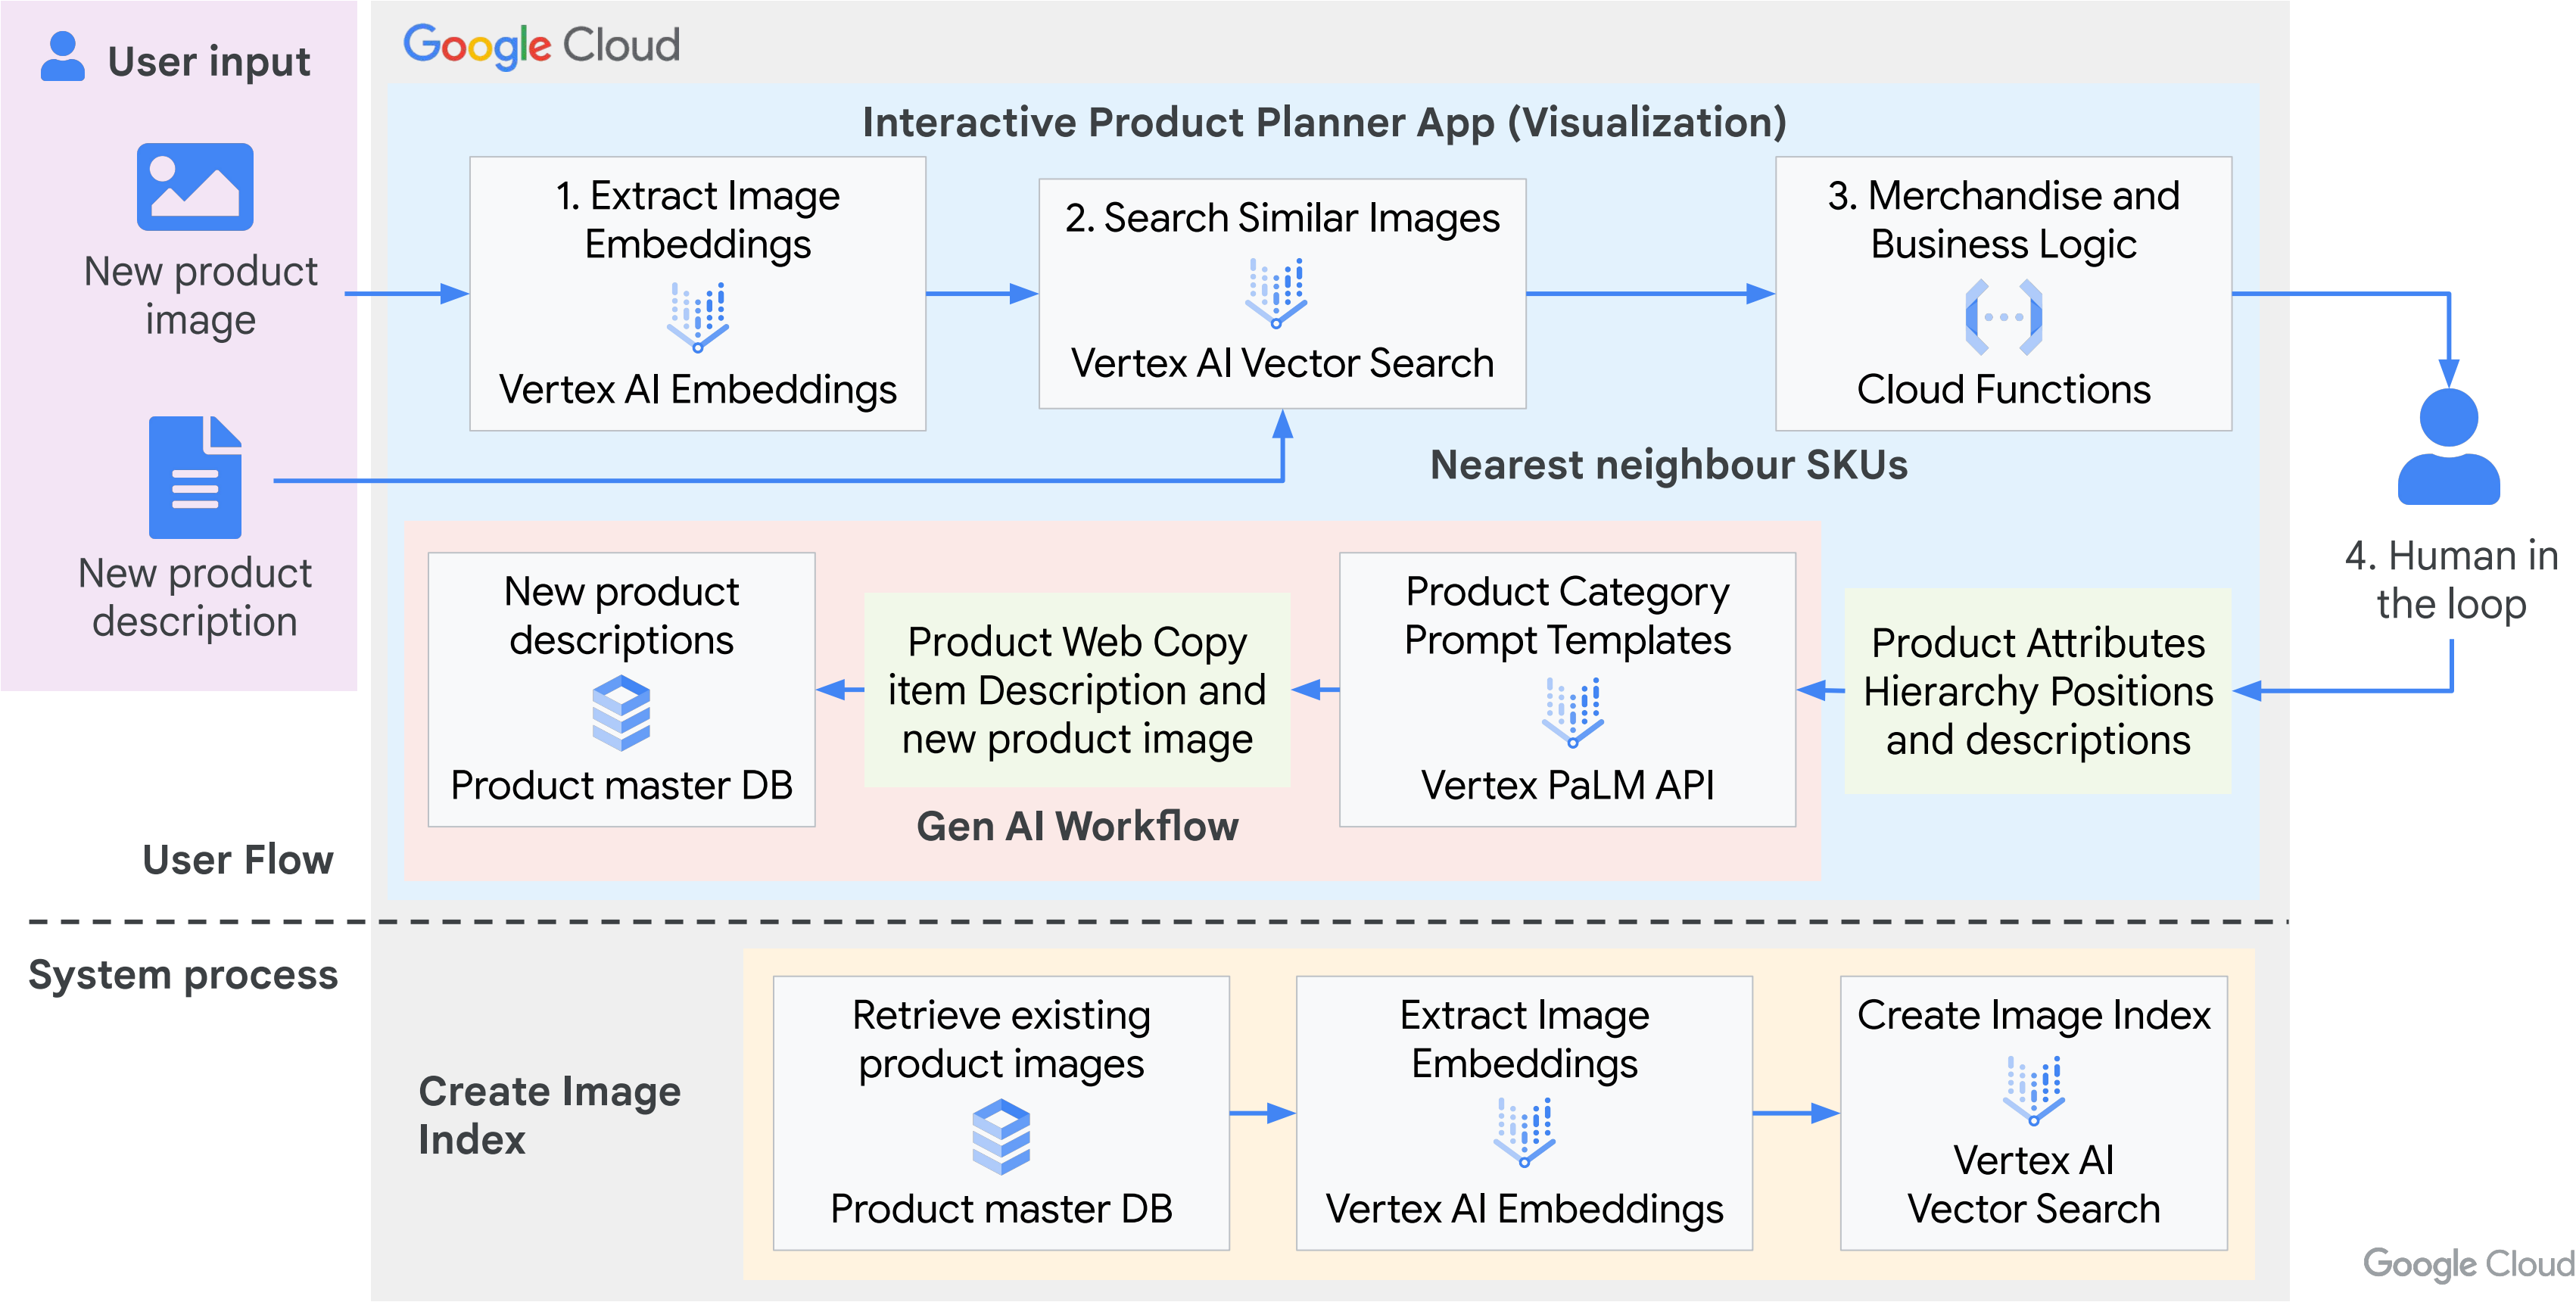 User input
New product
image
New product
description
Google Cloud
Interactive Product Planner App (Visualization)
1. Extract Image
Embeddings
Vertex AI Embeddings
2. Search Similar Images
Vertex AI Vector Search
3. Merchandise and
Business Logic
Cloud Functions
Nearest neighbour SKUs
4. Human in
the loop
Product Attributes
Hierarchy Positions
and descriptions
Product Category
Prompt Templates
Vertex PaLM API
Product Web Copy
item Description and
new product image
Gen AI Workflow
New product
descriptions
Product master DB
User Flow
System process
Create Image
Index
Retrieve existing
product images
Product master DB
Extract Image
Embeddings
Vertex AI Embeddings
Create Image Index
Vertex AI
Vector Search
Google Cloud